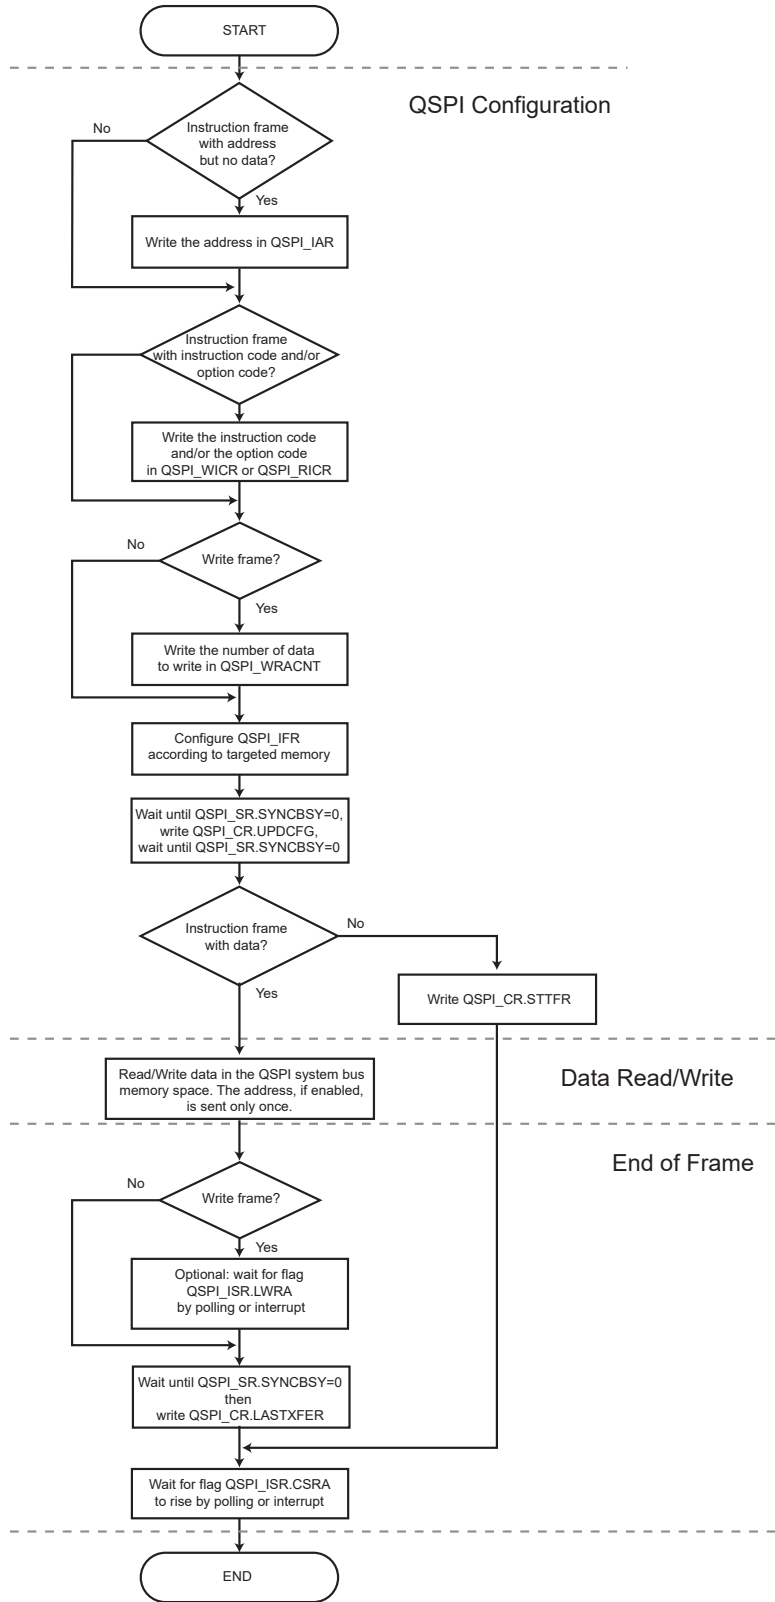 START
QSPI Configuration
No
Instruction frame
with address
but no data?
Yes
Write the address in QSPI_IAR
Instruction frame
with instruction code and/or
option code?
Write the instruction code
and/or the option code
in QSPI_WICR or QSPI_RICR
No
Write frame?
Yes
Write the number of data
to write in QSPI_WRACNT
Configure QSPI_IFR
according to targeted memory
Wait until QSPI_SR.SYNCBSY=0,
write QSPI_CR.UPDCFG,
wait until QSPI_SR.SYNCBSY=0
Instruction frame
with data?
No
Yes
Write QSPI_CR.STTFR
Read/Write data in the QSPI system bus
memory space. The address, if enabled,
is sent only once.
Data Read/Write
End of Frame
No
Write frame?
Yes
Optional: wait for flag
QSPI_ISR.LWRA
by polling or interrupt
Wait until QSPI_SR.SYNCBSY=0
then
write QSPI_CR.LASTXFER
Wait for flag QSPI_ISR.CSRA
to rise by polling or interrupt
END